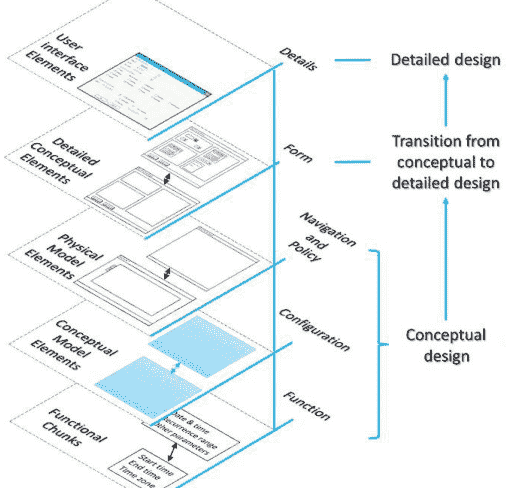 User
Interface
Elements
Details
Detailed design
Detailed
Conceptual
Elements
Form
Transition from
conceptual to
detailed design
Physical
Model
Elements
Navigation
and
Policy
Conceptual
Model
Elements
Configuration
Conceptual
design
Functional
Chunks
Function
Date & time
ecurrence range
ther parameters
Start time
End time
Time zone